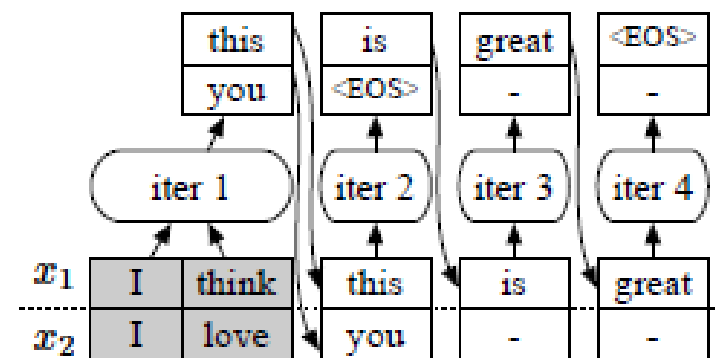 this is great <EOS>
you <EOS> - -
iter 1 iter 2 iter 3 iter 4
x₁ I think this is great
x₂ I love you - -